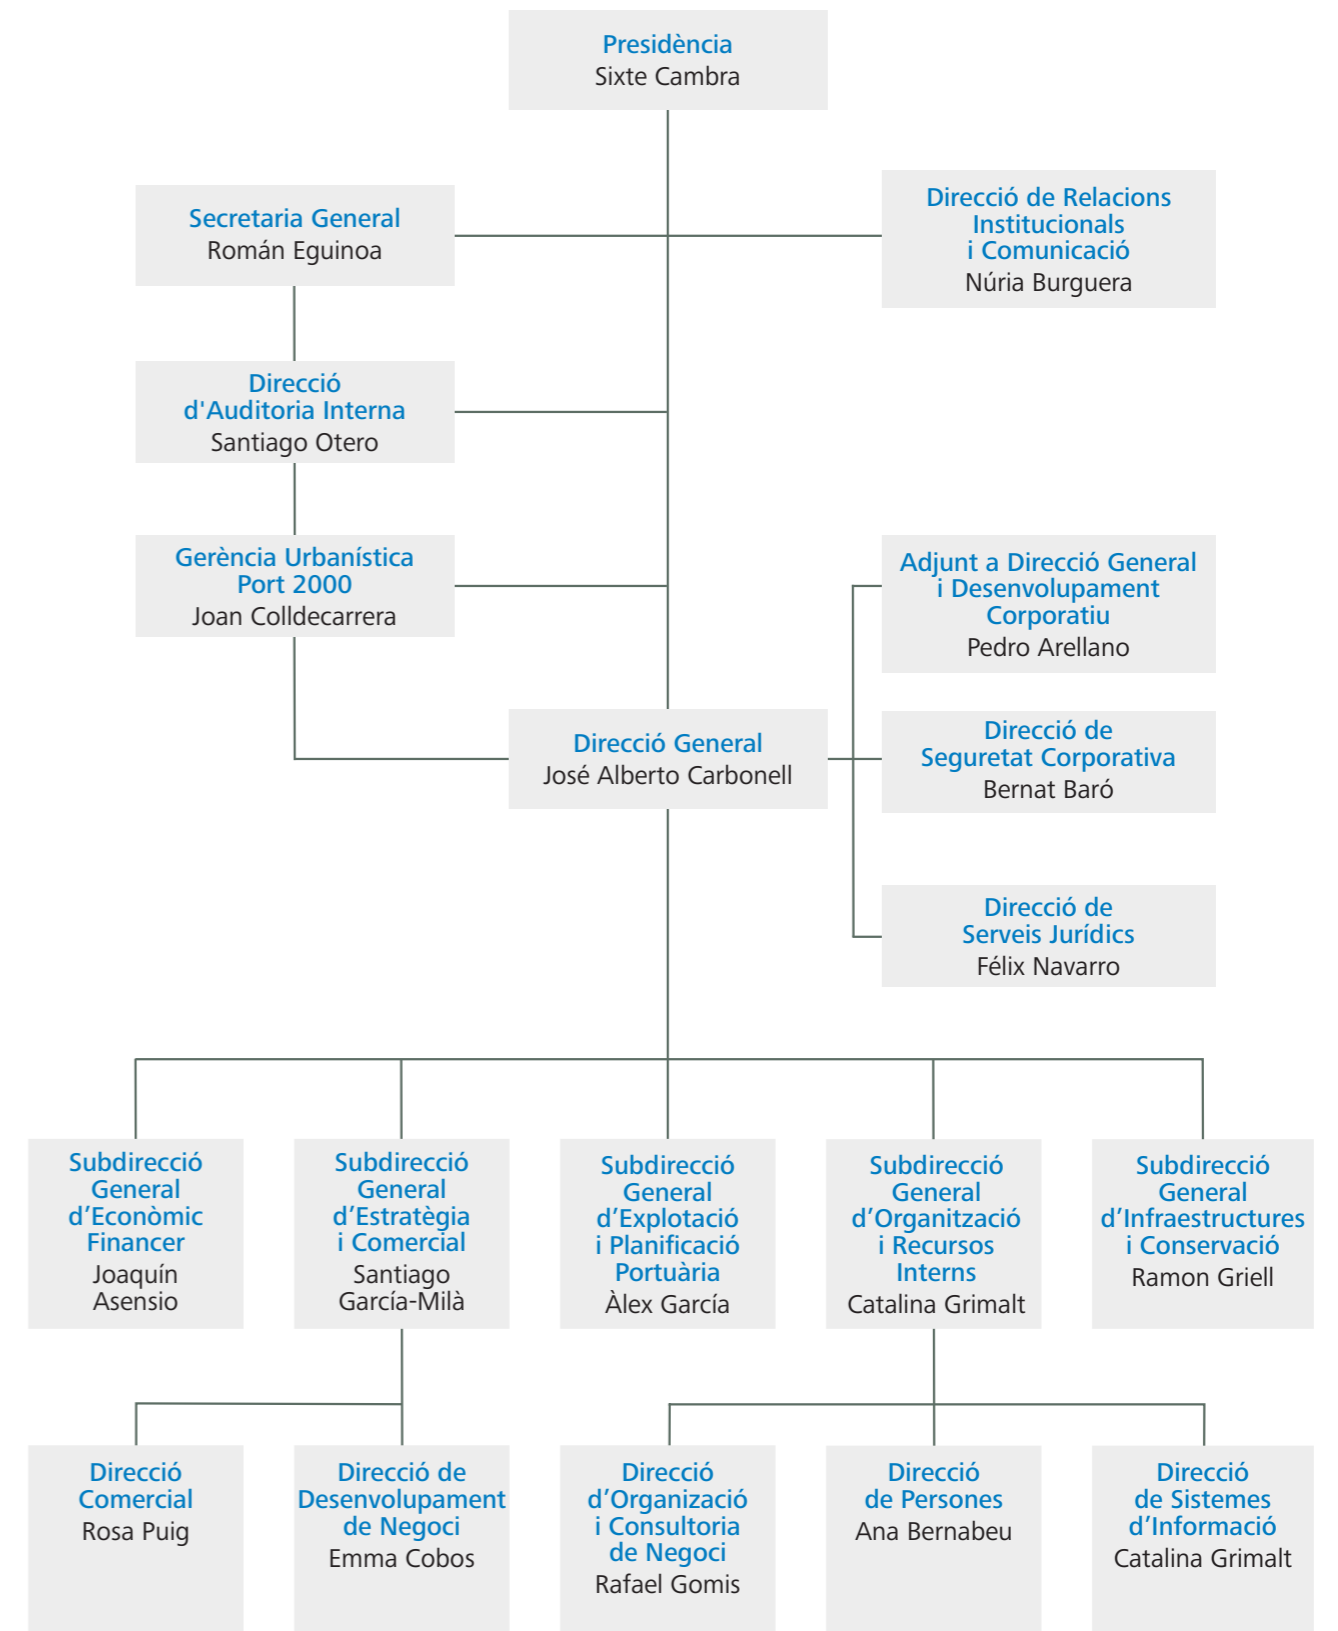 Presidència
Sixte Cambra
Secretaria General
Román Eguinoa
Direcció de Relacions
Institucionals
i Comunicació
Núria Burguera
Direcció
d'Auditoria Interna
Santiago Otero
Gerència Urbanística
Port 2000
Joan Colldecarrera
Adjunt a Direcció General
i Desenvolupament
Corporatiu
Pedro Arellano
Direcció General
José Alberto Carbonell
Direcció de
Seguretat Corporativa
Bernat Baró
Direcció de
Serveis Jurídics
Félix Navarro
Subdirecció
General
d’Econòmic
Financer
Joaquín
Asensio
Subdirecció
General
d’Estratègia
i Comercial
Santiago
García-Milà
Subdirecció
General
d’Explotació
i Planificació
Portuària
Àlex García
Subdirecció
General
d’Organització
i Recursos
Interns
Catalina Grimalt
Subdirecció
General
d’Infraestructures
i Conservació
Ramon Griell
Direcció
Comercial
Rosa Puig
Direcció de
Desenvolupament
de Negoci
Emma Cobos
Direcció
d’Organizació
i Consultoria
de Negoci
Rafael Gomis
Direcció
de Persones
Ana Bernabeu
Direcció
de Sistemes
d’Informació
Catalina Grimalt